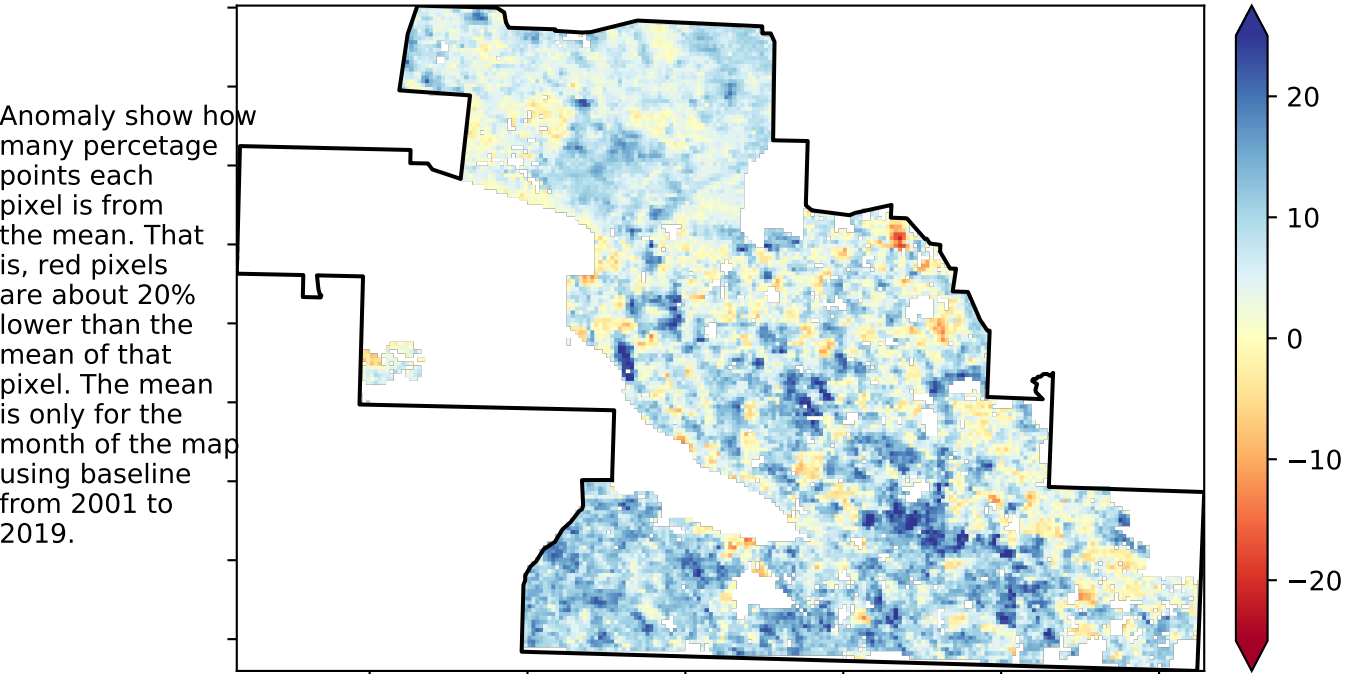 Anomaly show how
many percetage
points each
pixel is from
the mean. That
is, red pixels
are about 20%
lower than the
mean of that
pixel. The mean
is only for the
month of the map
using baseline
from 2001 to
2019.
20
10
0
−10
−20